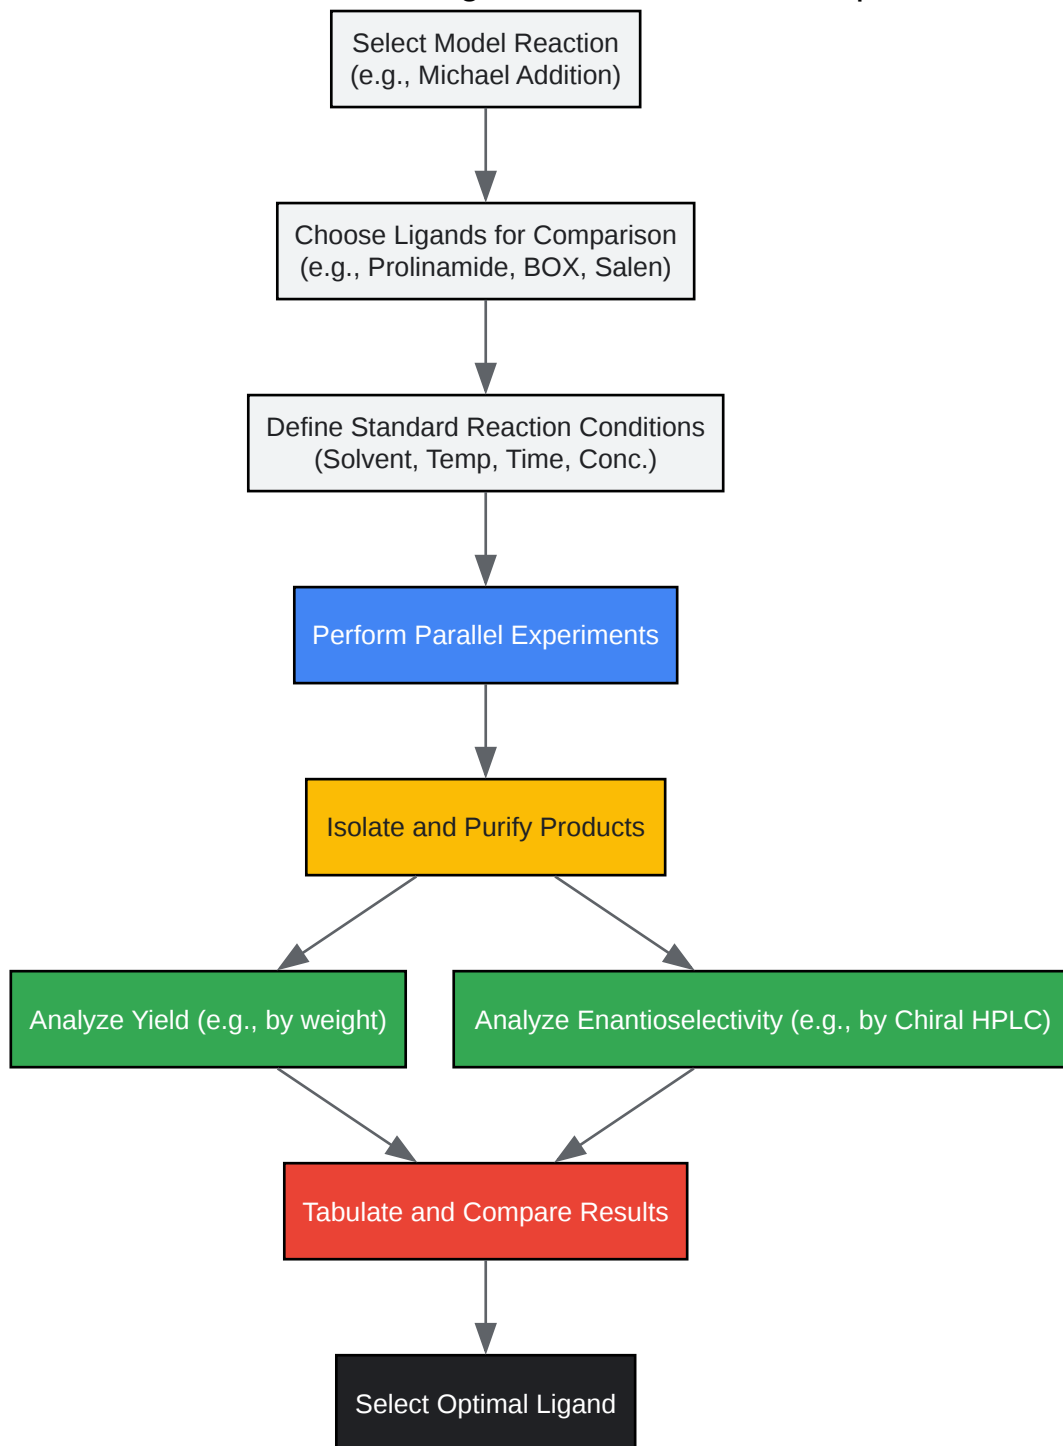 Select Model Reaction
(e.g., Michael Addition)
Choose Ligands for Comparison
(e.g., Prolinamide, BOX, Salen)
Define Standard Reaction Conditions
(Solvent, Temp, Time, Conc.)
Perform Parallel Experiments
Isolate and Purify Products
Analyze Yield (e.g., by weight)
Analyze Enantioselectivity (e.g., by Chiral HPLC)
Tabulate and Compare Results
Select Optimal Ligand